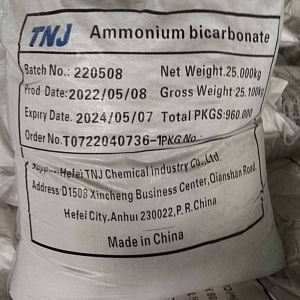 TNJ Ammonium bicarbonate
Batch No.: 220508 Net Weight:25.000kg
Prod Date:2022/05/08 Gross Weight:25.100kg
Expiry Date:2024/05/07 Total PKGS:960.000
Order No.:T0722040736-1PKG No.:
Hefei TNJ Chemical industry Co.,Ltd.
Address:D1508 Xincheng Business Center, Qianshan Road,
Hefei City.Anhui 230022, P.R.China
Made in China